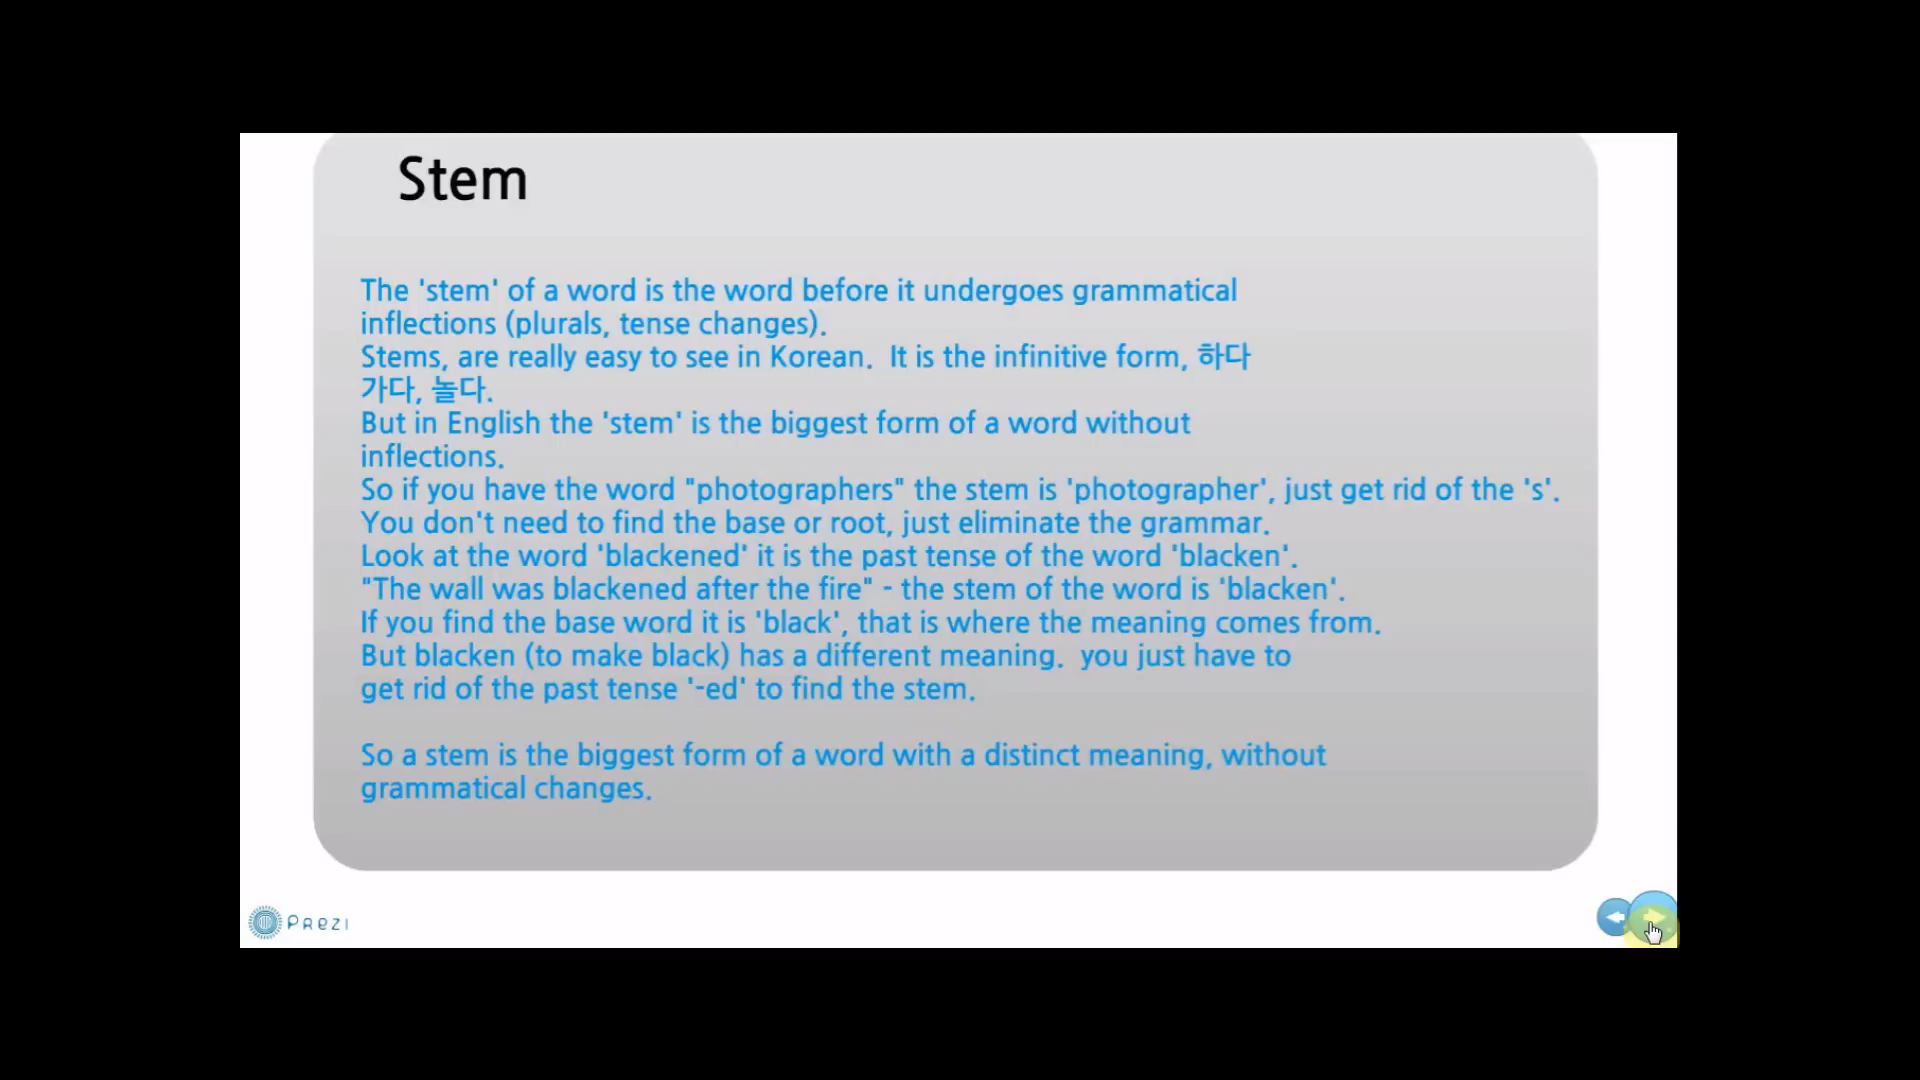 Stem
The 'stem' of a word is the word before it undergoes grammatical
inflections (plurals, tense changes).
Stems, are really easy to see in Korean.  It is the infinitive form, 하다
가다, 놀다.
But in English the 'stem' is the biggest form of a word without
inflections.
So if you have the word "photographers" the stem is 'photographer', just get rid of the 's'.
You don't need to find the base or root, just eliminate the grammar.
Look at the word 'blackened' it is the past tense of the word 'blacken'.
"The wall was blackened after the fire" - the stem of the word is 'blacken'.
If you find the base word it is 'black', that is where the meaning comes from.
But blacken (to make black) has a different meaning.  you just have to
get rid of the past tense '-ed' to find the stem.
So a stem is the biggest form of a word with a distinct meaning, without
grammatical changes.
Prezi